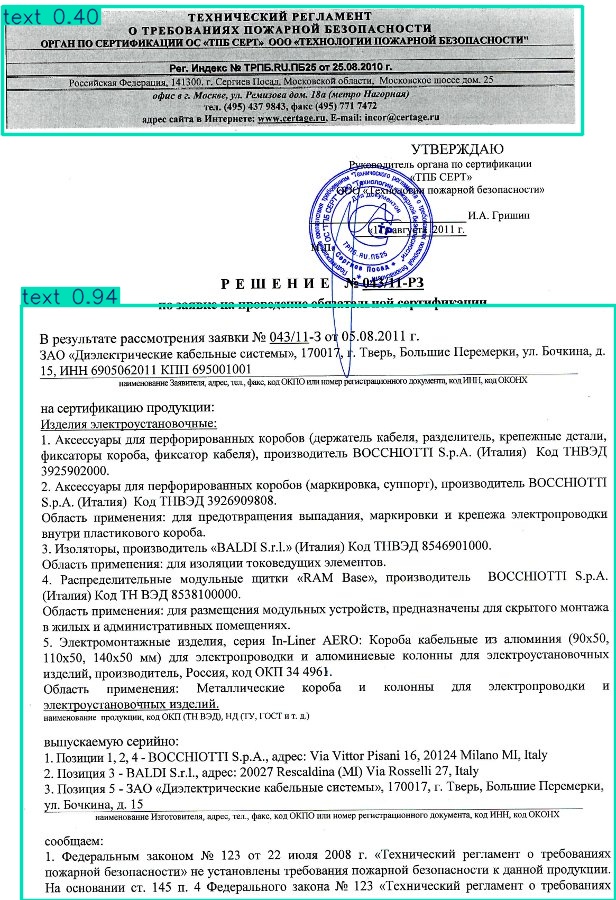 text 0.40
ТЕХНИЧЕСКИЙ РЕГЛАМЕНТ
О ТРЕБОВАНИЯХ ПОЖАРНОЙ БЕЗОПАСНОСТИ
ОРГАН ПО СЕРТИФИКАЦИИ ОС «ТПБ СЕРТ» ООО «ТЕХНОЛОГИИ ПОЖАРНОЙ БЕЗОПАСНОСТИ"
Рег. Индекс № ТРПБ.RU.ПБ25 от 25.08.2010 г.
Российская Федерация, 141300, г. Сергиев Посад, Московской области, Московское шоссе дом. 25
офис в г. Москве, ул. Ремизова дом. 18а (метро Нагорная)
тел. (495) 437 9843, факс (495) 771 7472
адрес сайта в Интернете: www.certage.ru, E-mail: incor@certage.ru
УТВЕРЖДАЮ
Руководитель органа по сертификации
«ТПБ СЕРТ»
ООО «Технологии пожарной безопасности»
И.А. Гришин
августа 2011 г.
М.П.
ТРПБ.RU.ПБ25
Сергиев Посад
РЕШЕНИЕ № 043/11-РЗ
text 0.94
по заявке на проведение обязательной сертификации
В результате рассмотрения заявки № 043/11-З от 05.08.2011 г.
ЗАО «Диэлектрические кабельные системы», 170017, г. Тверь, Большие Перемерки, ул. Бочкина, д.
15, ИНН 6905062011 КПП 695001001
наименование Заявителя, адрес, тел., факс, код ОКПО или номер регистрационного документа, код ИНН, код ОКОНХ
на сертификацию продукции:
Изделия электроустановочные:
1. Аксессуары для перфорированных коробов (держатель кабеля, разделитель, крепежные детали,
фиксаторы короба, фиксатор кабеля), производитель BOCCHIOTTI S.p.A. (Италия) Код ТНВЭД
3925902000.
2. Аксессуары для перфорированных коробов (маркировка, суппорт), производитель BOCCHIOTTI
S.p.A. (Италия) Код ТНВЭД 3926909808.
Область применения: для предотвращения выпадания, маркировки и крепежа электропроводки
внутри пластикового короба.
3. Изоляторы, производитель «BALDI S.r.l.» (Италия) Код ТНВЭД 8546901000.
Область применения: для изоляции токоведущих элементов.
4. Распределительные модульные щитки «RAM Base», производитель BOCCHIOTTI S.p.A.
(Италия) Код ТН ВЭД 8538100000.
Область применения: для размещения модульных устройств, предназначены для скрытого монтажа
в жилых и административных помещениях.
5. Электромонтажные изделия, серия In-Liner AERO: Короба кабельные из алюминия (90х50,
110х50, 140х50 мм) для электропроводки и алюминиевые колонны для электроустановочных
изделий, производитель, Россия, код ОКП 34 4961.
Область применения: Металлические короба и колонны для электропроводки и
электроустановочных изделий.
наименование продукции, код ОКП (ТН ВЭД), НД (ТУ, ГОСТ и т. д.)
выпускаемую серийно:
1. Позиции 1, 2, 4 - BOCCHIOTTI S.p.A., адрес: Via Vittor Pisani 16, 20124 Milano MI, Italy
2. Позиция 3 - BALDI S.r.l., адрес: 20027 Rescaldina (MI) Via Rosselli 27, Italy
3. Позиция 5 - ЗАО «Диэлектрические кабельные системы», 170017, г. Тверь, Большие Перемерки,
ул. Бочкина, д. 15
наименование Изготовителя, адрес, тел., факс, код ОКПО или номер регистрационного документа, код ИНН, код ОКОНХ
сообщаем:
1. Федеральным законом № 123 от 22 июля 2008 г. «Технический регламент о требованиях
пожарной безопасности» не установлены требования пожарной безопасности к данной продукции.
На основании ст. 145 п. 4 Федерального закона № 123 «Технический регламент о требованиях